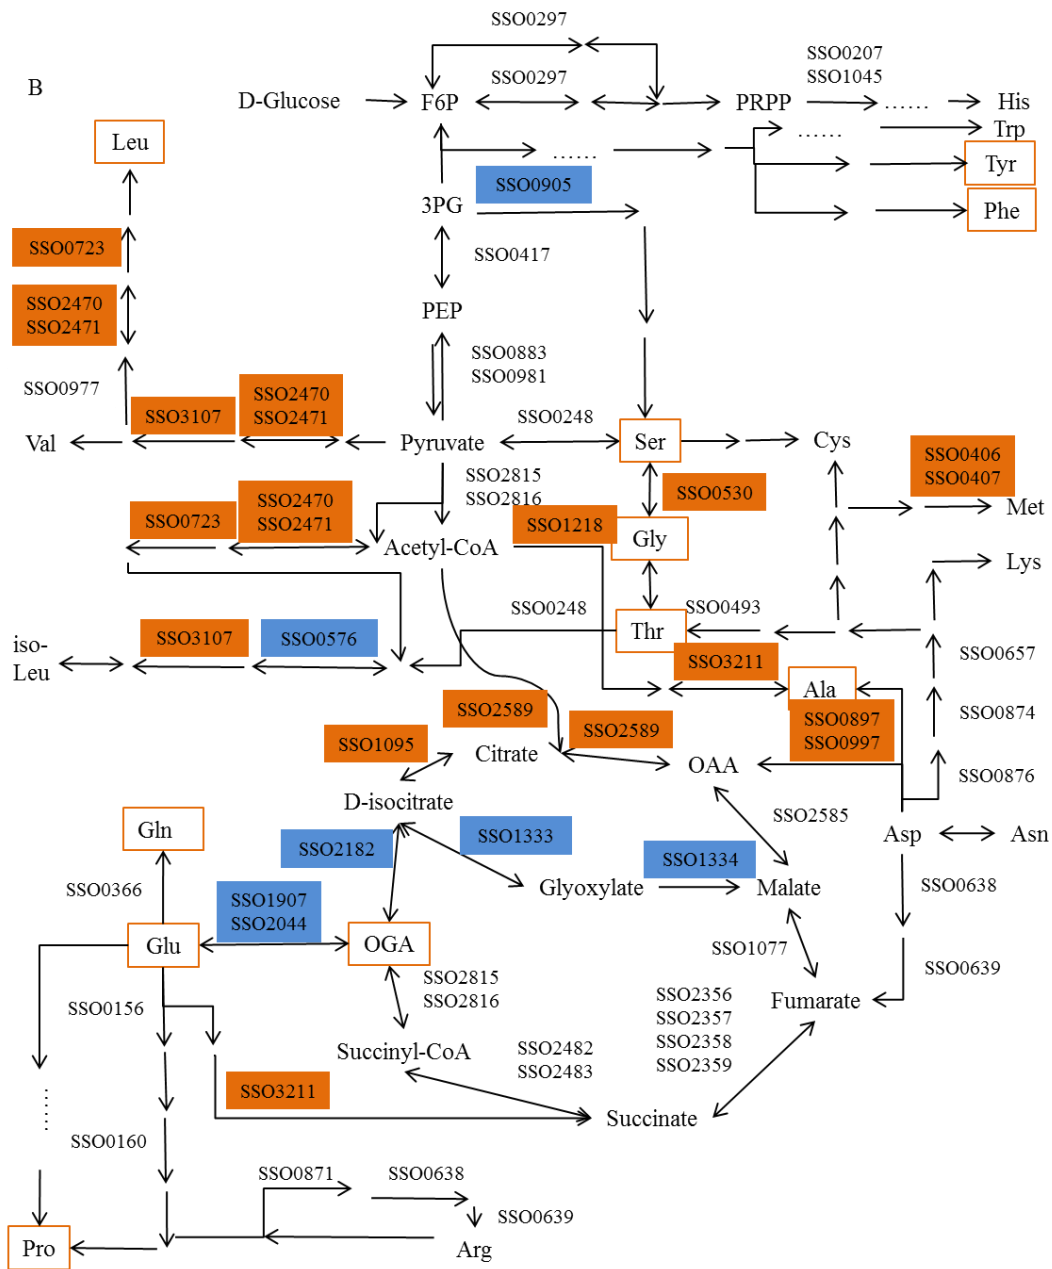 SSO0297
B
SSO0297
SSO0207
SSO1045
D-Glucose
F6P
PRPP
......
His
Trp
......
Leu
......
Tyr
SSO0905
3PG
Phe
SSO0723
SSO0417
SSO2470
SSO2471
PEP
SSO0883
SSO0981
SSO0977
SSO3107
SSO2470
SSO2471
SSO0248
Val
Pyruvate
Ser
Cys
SSO0406
SSO0407
Met
SSO2815
SSO2816
SSO0530
SSO0723
SSO2470
SSO2471
SSO1218
Acetyl-CoA
Gly
Lys
SSO0248
SSO0493
Thr
iso-
Leu
SSO3107
SSO0576
SSO3211
SSO0657
Ala
SSO2589
SSO0897
SSO0997
SSO0874
SSO1095
SSO2589
Citrate
OAA
SSO0876
D-isocitrate
SSO2585
Gln
Asp
Asn
SSO2182
SSO1333
SSO1334
SSO0366
SSO1907
SSO2044
Glyoxylate
Malate
SSO0638
Glu
OGA
SSO1077
SSO0639
SSO2815
SSO2816
SSO0156
SSO2356
SSO2357
SSO2358
SSO2359
Fumarate
Succinyl-CoA
SSO2482
SSO2483
SSO3211
......
Succinate
SSO0160
SSO0871
SSO0638
SSO0639
Pro
Arg